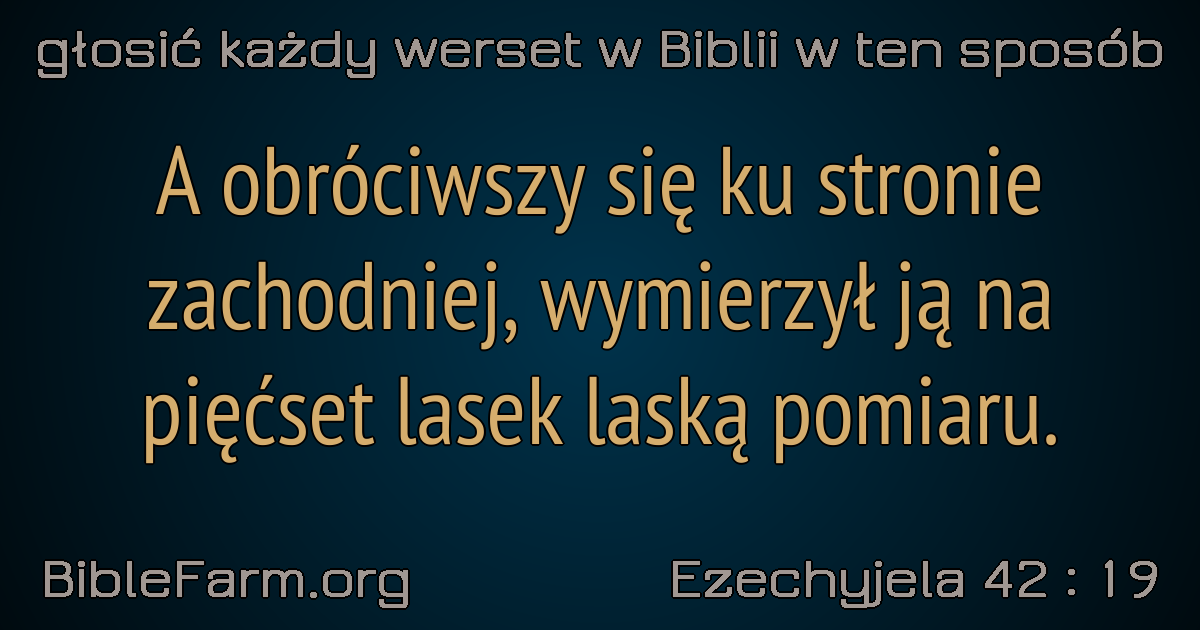 głosić każdy werset w Biblii w ten sposób
A obróciwszy się ku stronie
zachodniej, wymierzył ją na
pięćset lasek laską pomiaru.
BibleFarm.org
Ezechyjela 42 : 19